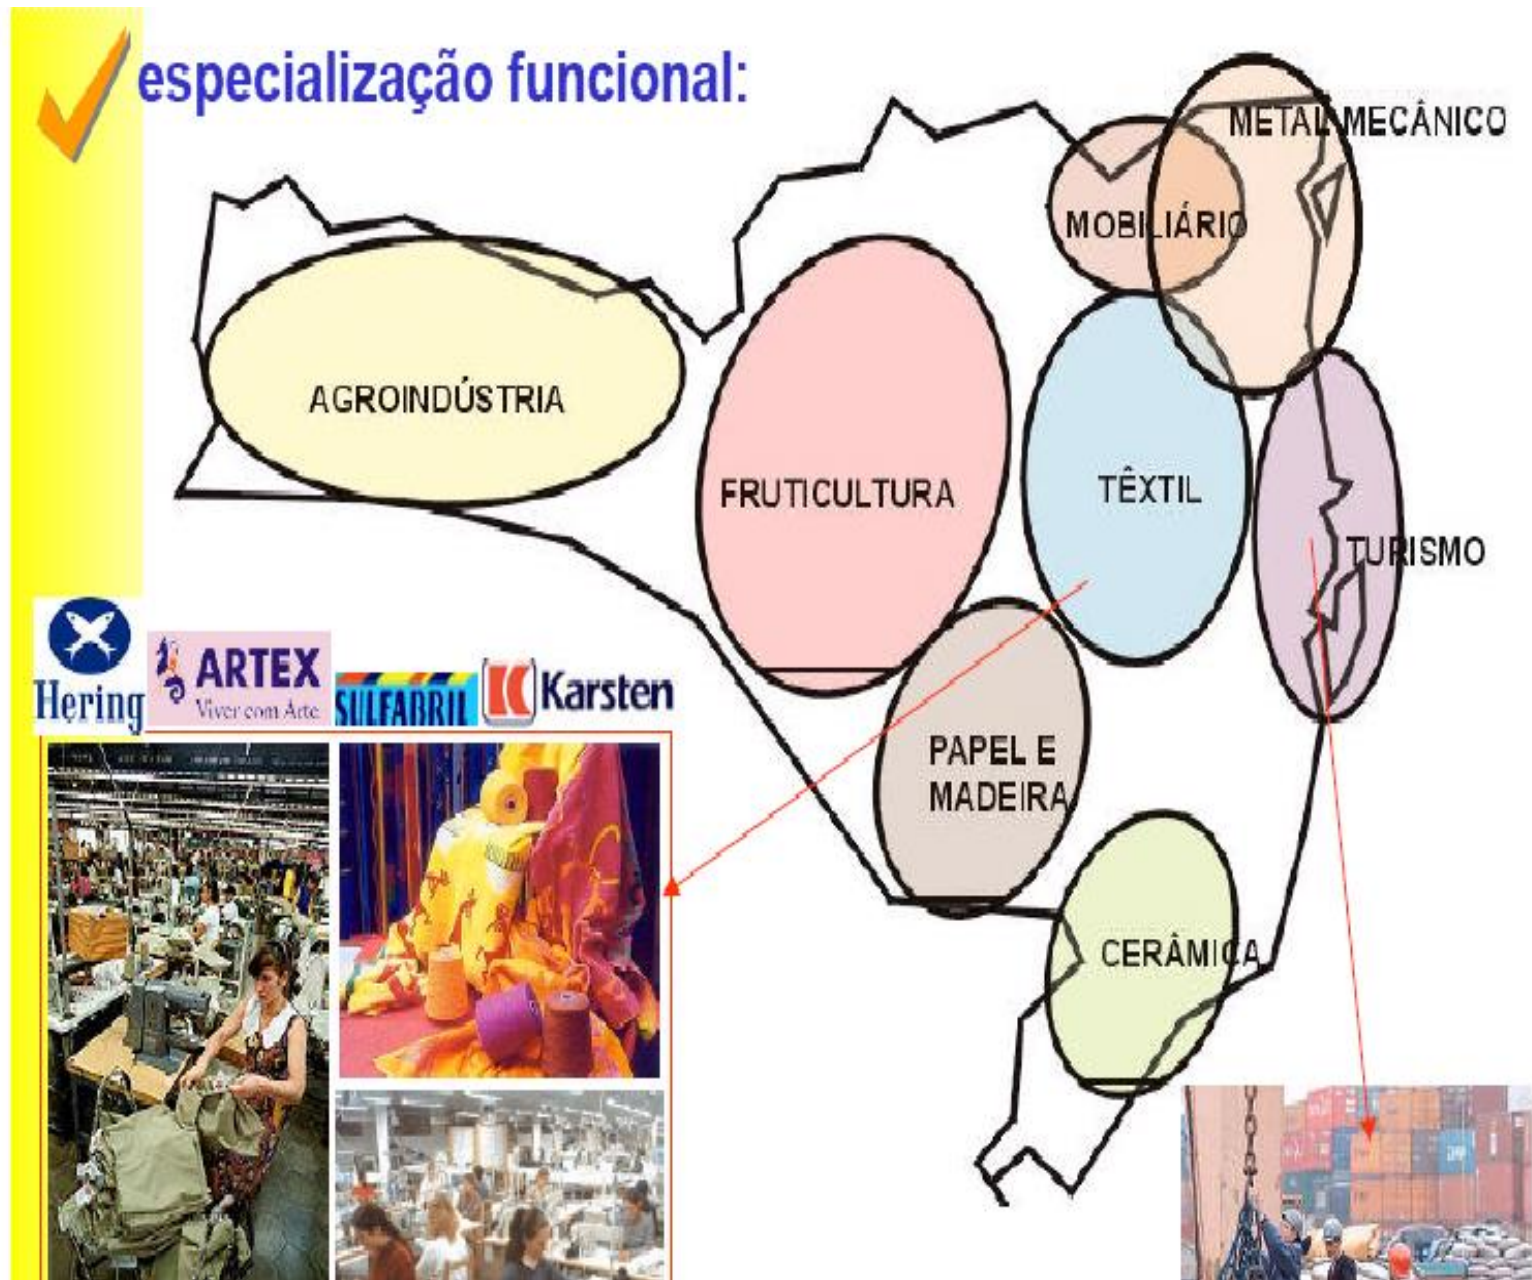 especialização funcional:
METAL MECÂNICO
MOBILIÁRIO
AGROINDÚSTRIA
FRUTICULTURA
TÊXTIL
TURISMO
Hering
ARTEX
Viver com Arte
SULFABRIL
Karsten
PAPEL E
MADEIRA
CERÂMICA